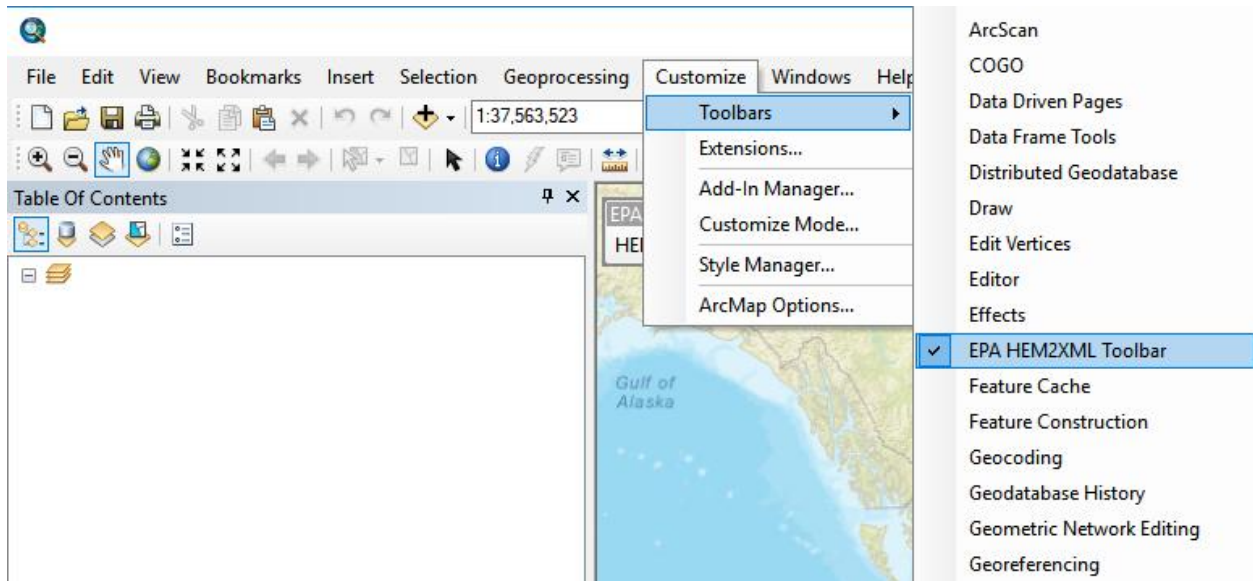 File Edit View Bookmarks Insert Selection Geoprocessing Customize Windows Help
1:37,563,523
Table Of Contents
EPA
HEM
Gulf of
Alaska
Toolbars
Extensions...
Add-In Manager...
Customize Mode...
Style Manager...
ArcMap Options...
ArcScan
COGO
Data Driven Pages
Data Frame Tools
Distributed Geodatabase
Draw
Edit Vertices
Editor
Effects
EPA HEM2XML Toolbar
Feature Cache
Feature Construction
Geocoding
Geodatabase History
Geometric Network Editing
Georeferencing